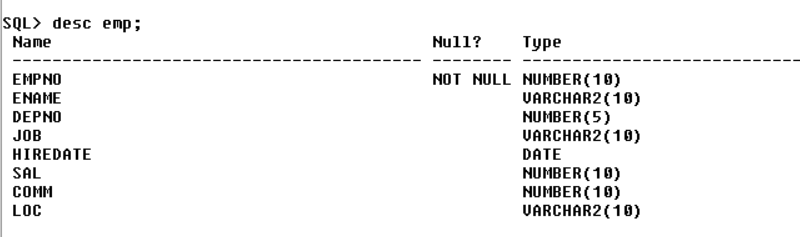 SQL> desc emp;
Name Null? Type
----------------------------------------- -------- ----------------------------
EMPNO NOT NULL NUMBER(10)
ENAME VARCHAR2(10)
DEPNO NUMBER(5)
JOB VARCHAR2(10)
HIREDATE DATE
SAL NUMBER(10)
COMM NUMBER(10)
LOC VARCHAR2(10)